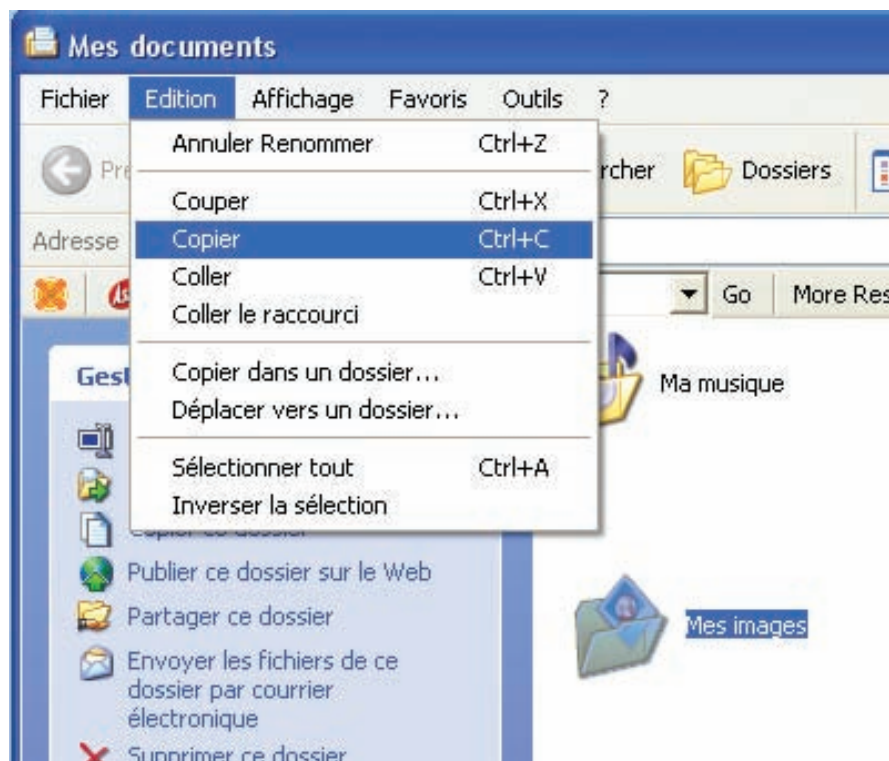 Mes documents
Fichier Edition Affichage Favoris Outils ?
Annuler Renommer Ctrl+Z
Couper Ctrl+X
Copier Ctrl+C
Coller Ctrl+V
Coller le raccourci
Copier dans un dossier...
Déplacer vers un dossier...
Sélectionner tout Ctrl+A
Inverser la sélection
Dossiers
Adresse
Go More Res
Ma musique
Mes images
Publier ce dossier sur le Web
Partager ce dossier
Envoyer les fichiers de ce
dossier par courrier
électronique
Supprimer ce dossier